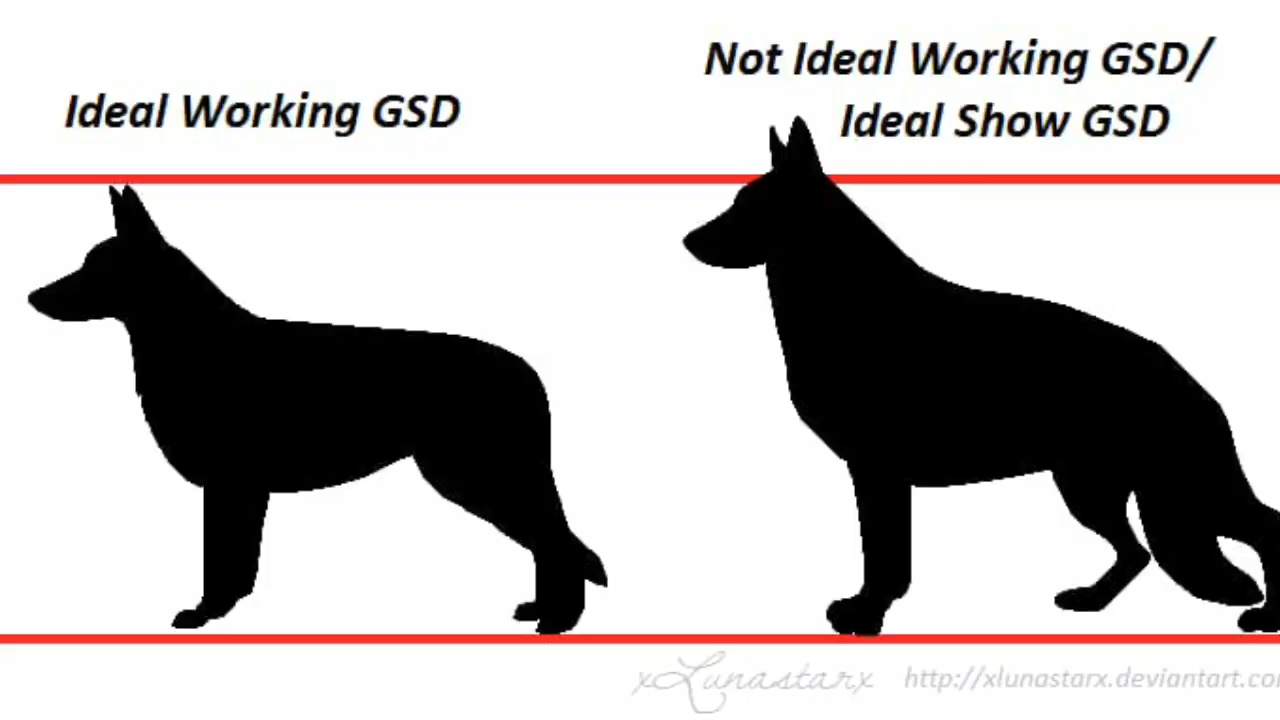 Ideal Working GSD
Not Ideal Working GSD/
Ideal Show GSD
xLunastarx
http://xlunastarx.deviantart.co